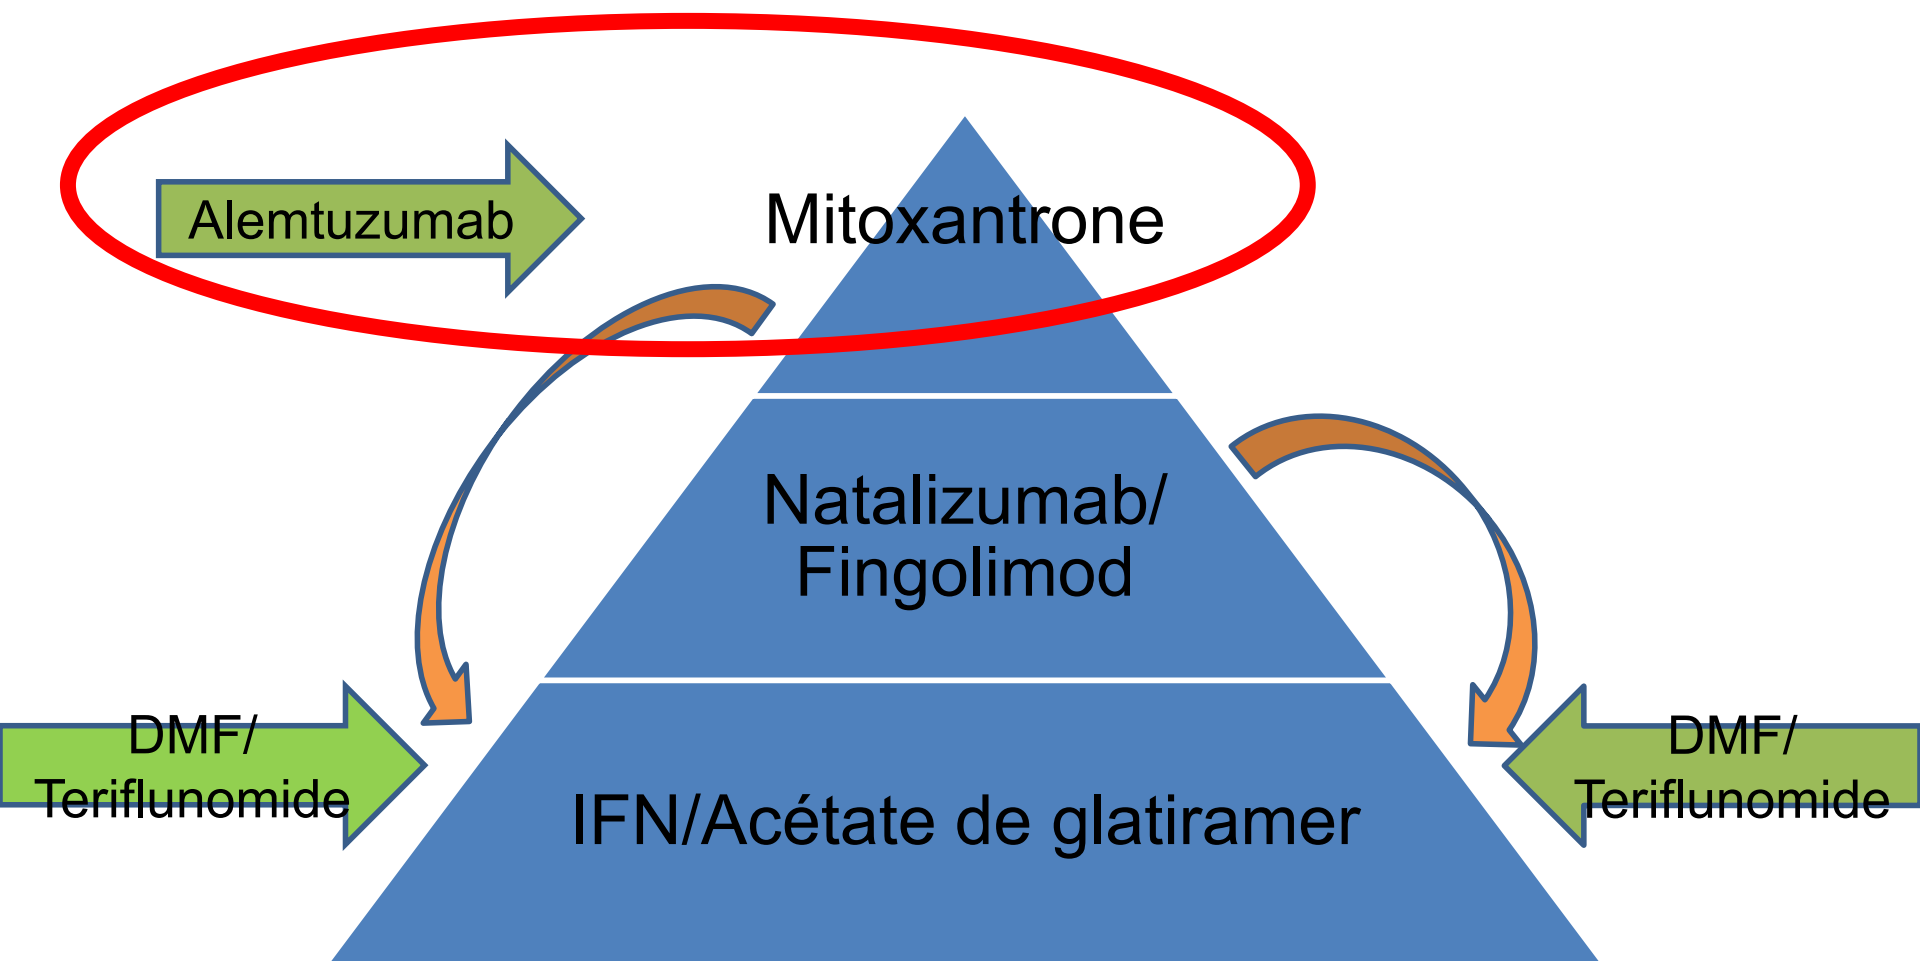 Alemtuzumab
Mitoxantrone
Natalizumab/
Fingolimod
DMF/
Teriflunomide
IFN/Acétate de glatiramer
DMF/
Teriflunomide